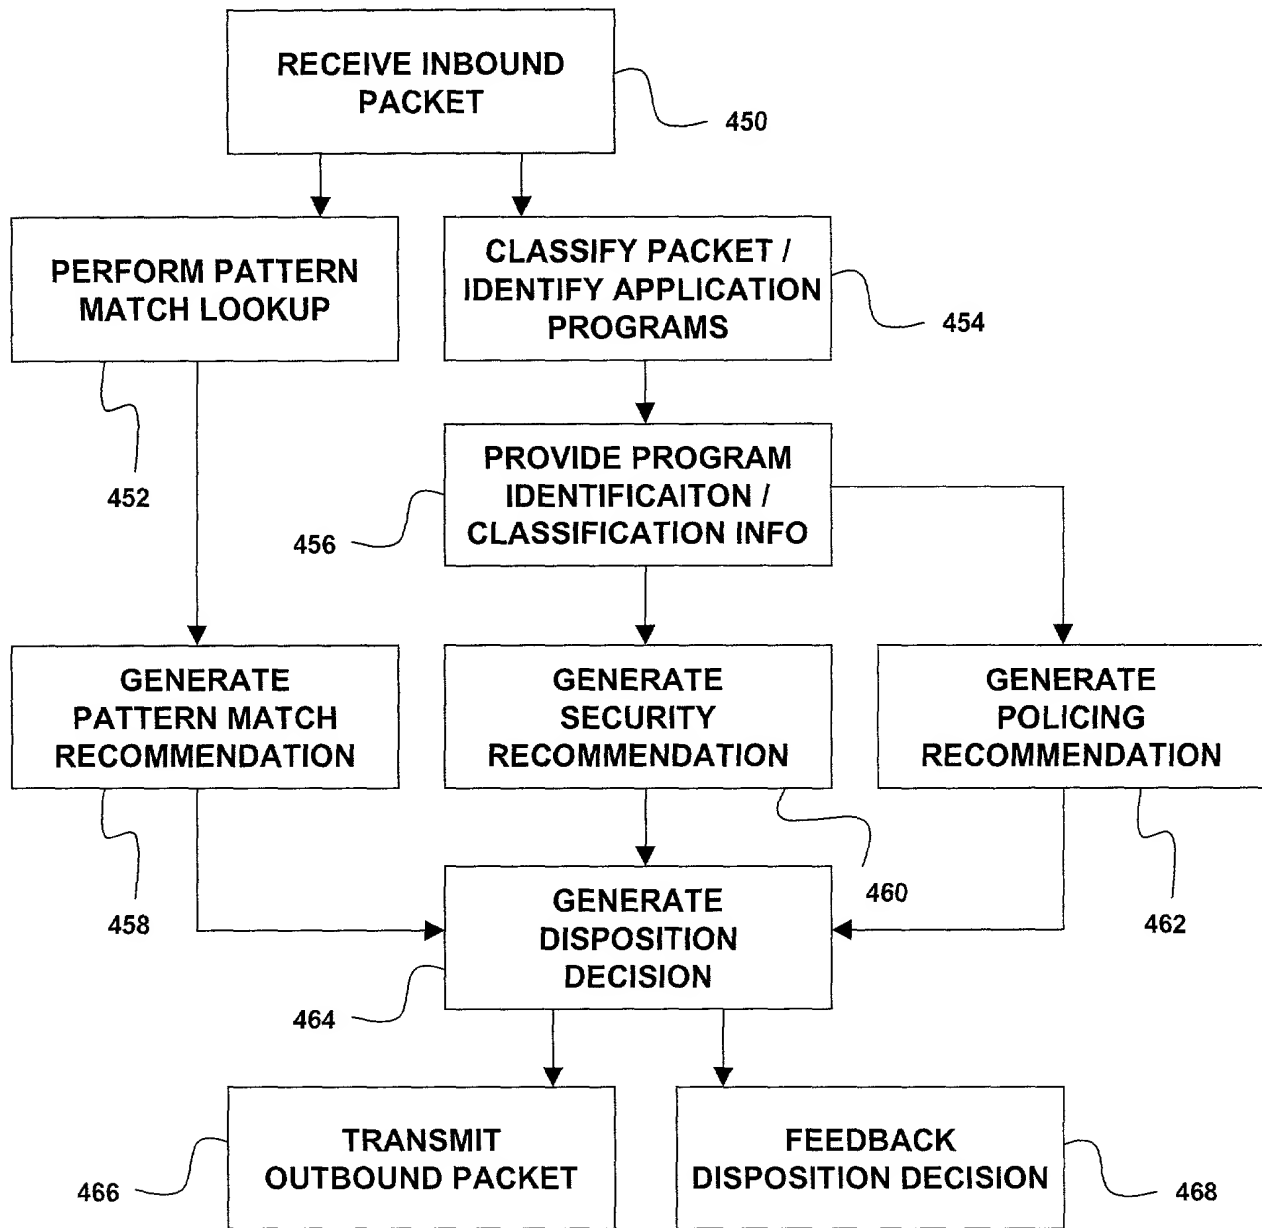 RECEIVE INBOUND
PACKET
450
PERFORM PATTERN
MATCH LOOKUP
452
CLASSIFY PACKET /
IDENTIFY APPLICATION
PROGRAMS
454
PROVIDE PROGRAM
IDENTIFICAITON /
CLASSIFICATION INFO
456
GENERATE
PATTERN MATCH
RECOMMENDATION
458
GENERATE
SECURITY
RECOMMENDATION
460
GENERATE
POLICING
RECOMMENDATION
462
GENERATE
DISPOSITION
DECISION
464
TRANSMIT
OUTBOUND PACKET
466
FEEDBACK
DISPOSITION DECISION
468